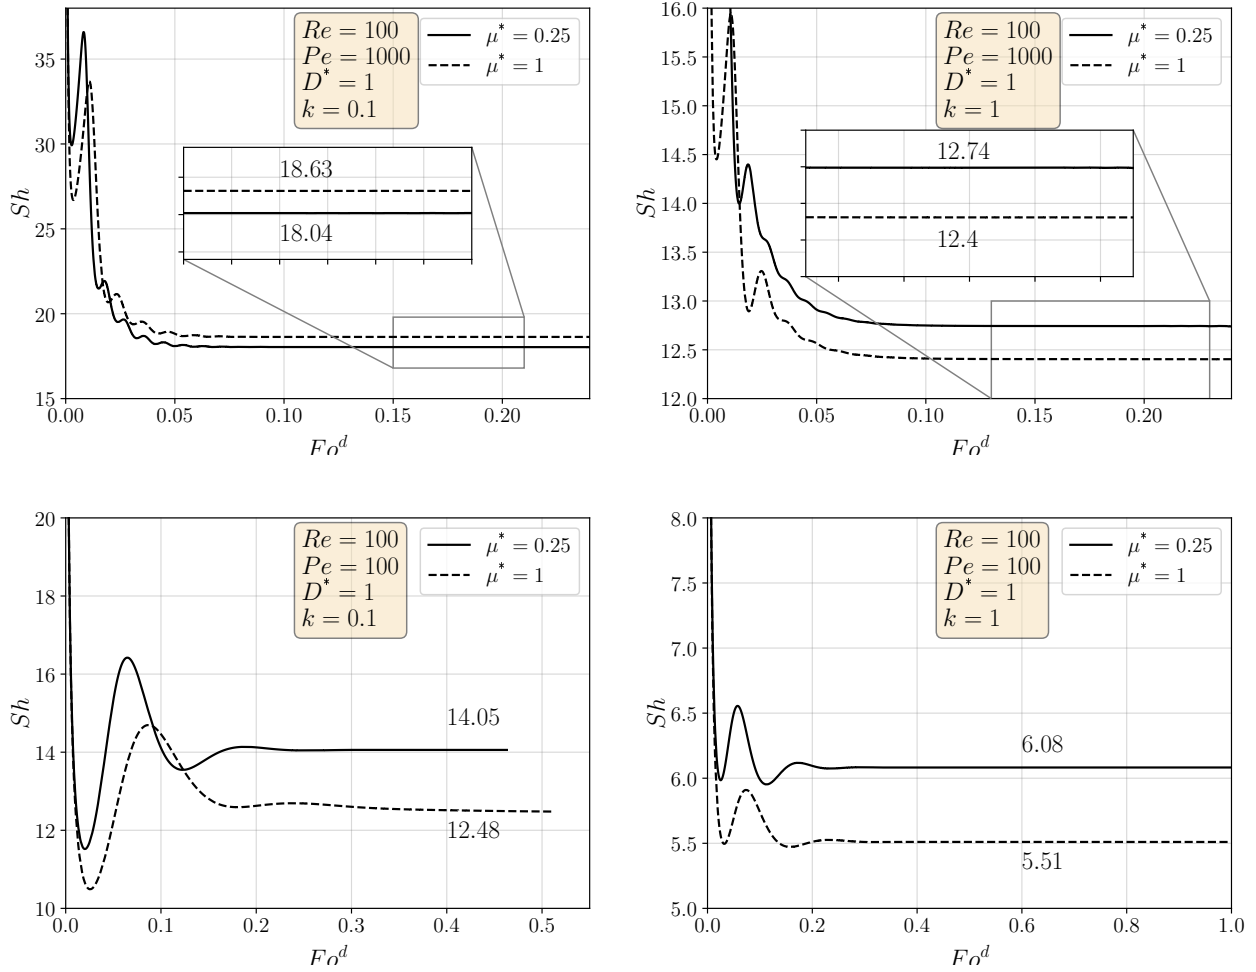 Re = 100
Pe = 1000
D* = 1
k = 0.1
μ* = 0.25
μ* = 1
35
30
25
20
15
Sh
18.63
18.04
0.00 0.05 0.10 0.15 0.20
Fo^d
Re = 100
Pe = 1000
D* = 1
k = 1
μ* = 0.25
μ* = 1
16.0
15.5
15.0
14.5
14.0
13.5
13.0
12.5
12.0
Sh
12.74
12.4
0.00 0.05 0.10 0.15 0.20
Fo^d
Re = 100
Pe = 100
D* = 1
k = 0.1
μ* = 0.25
μ* = 1
20
18
16
14
12
10
Sh
14.05
12.48
0.0 0.1 0.2 0.3 0.4 0.5
Fo^d
Re = 100
Pe = 100
D* = 1
k = 1
μ* = 0.25
μ* = 1
8.0
7.5
7.0
6.5
6.0
5.5
5.0
Sh
6.08
5.51
0.0 0.2 0.4 0.6 0.8 1.0
Fo^d